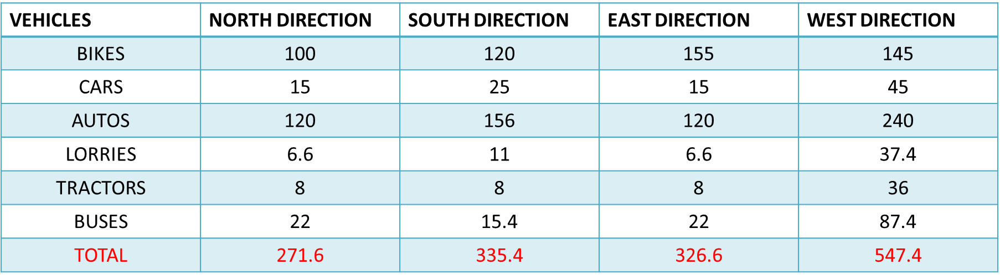 VEHICLES NORTH DIRECTION SOUTH DIRECTION EAST DIRECTION WEST DIRECTION
BIKES 100 120 155 145
CARS 15 25 15 45
AUTOS 120 156 120 240
LORRIES 6.6 11 6.6 37.4
TRACTORS 8 8 8 36
BUSES 22 15.4 22 87.4
TOTAL 271.6 335.4 326.6 547.4